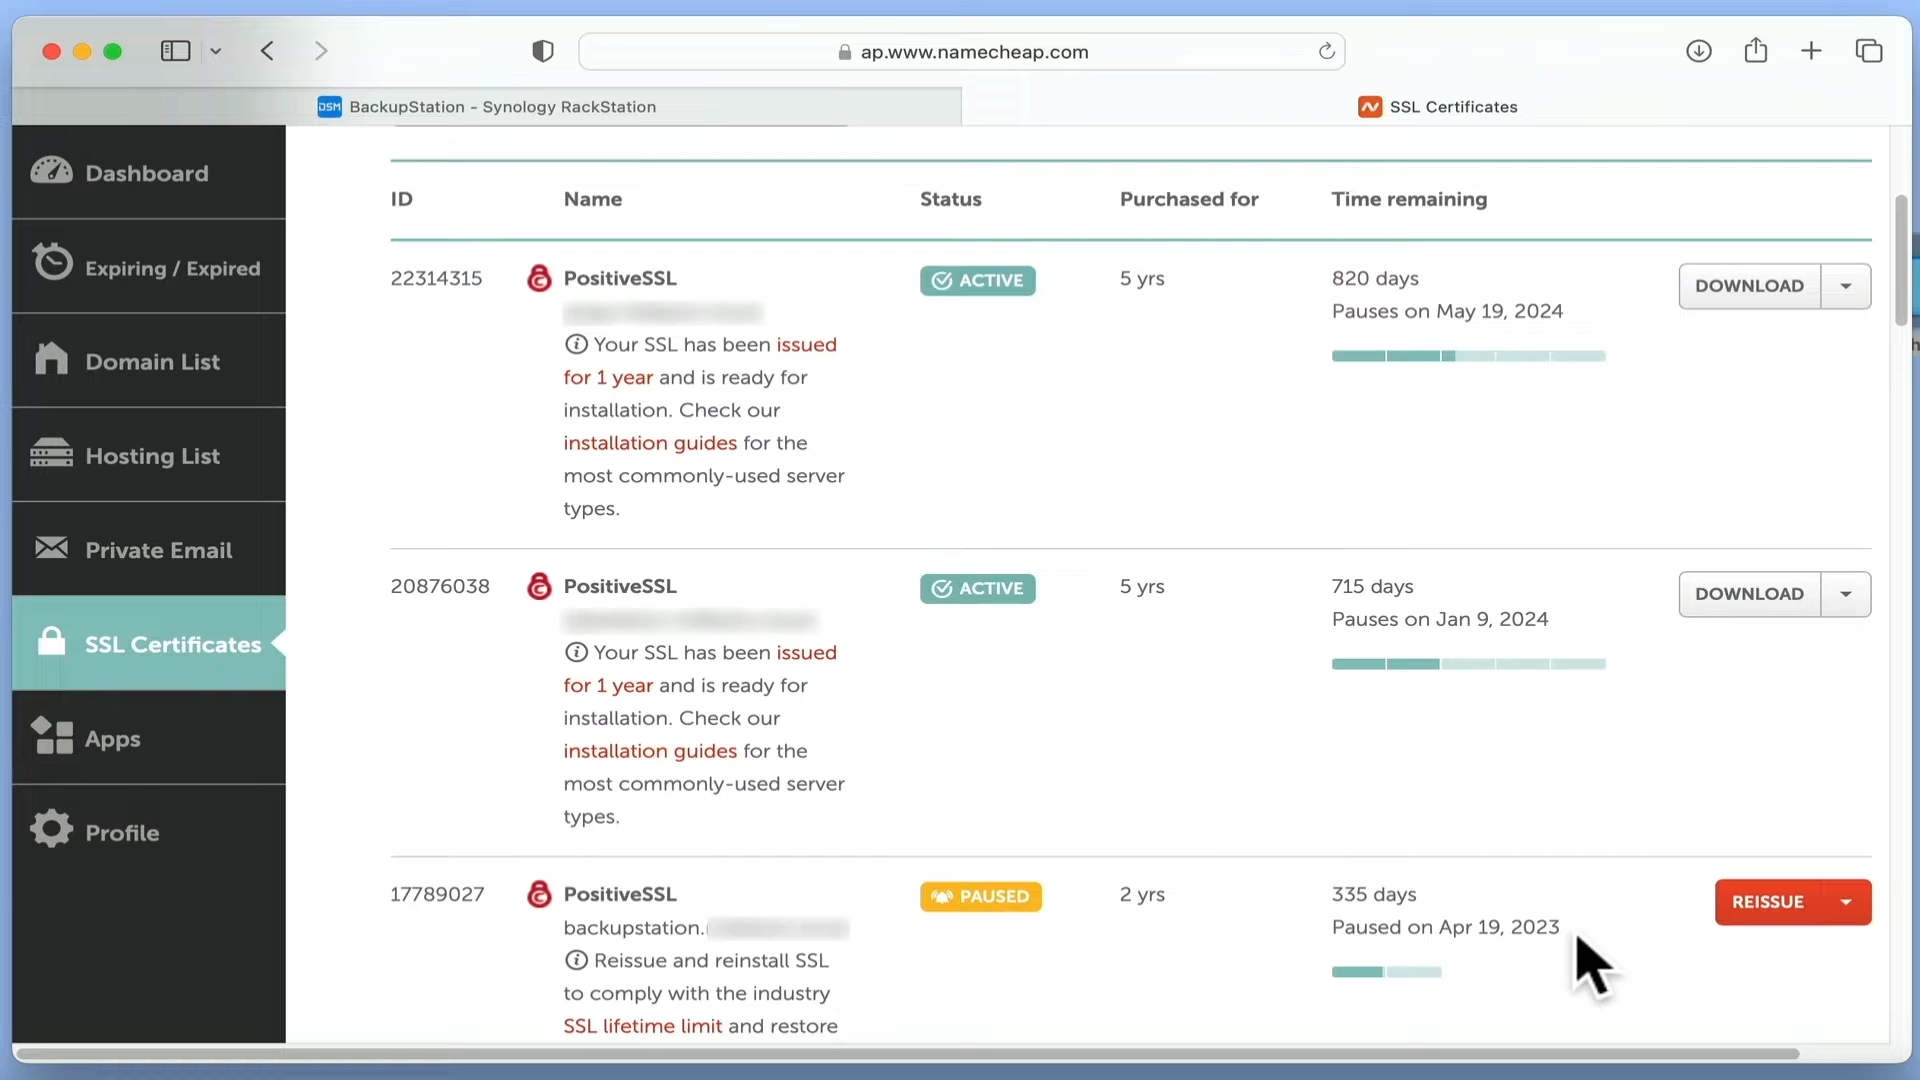 ap.www.namecheap.com
DSM BackupStation - Synology RackStation
SSL Certificates
Dashboard
Expiring / Expired
Domain List
Hosting List
Private Email
SSL Certificates
Apps
Profile
ID Name Status Purchased for Time remaining
22314315 PositiveSSL ACTIVE 5 yrs 820 days DOWNLOAD
Pauses on May 19, 2024
Your SSL has been issued
for 1 year and is ready for
installation. Check our
installation guides for the
most commonly-used server
types.
20876038 PositiveSSL ACTIVE 5 yrs 715 days DOWNLOAD
Pauses on Jan 9, 2024
Your SSL has been issued
for 1 year and is ready for
installation. Check our
installation guides for the
most commonly-used server
types.
17789027 PositiveSSL PAUSED 2 yrs 335 days REISSUE
backupstation. Paused on Apr 19, 2023
Reissue and reinstall SSL
to comply with the industry
SSL lifetime limit and restore